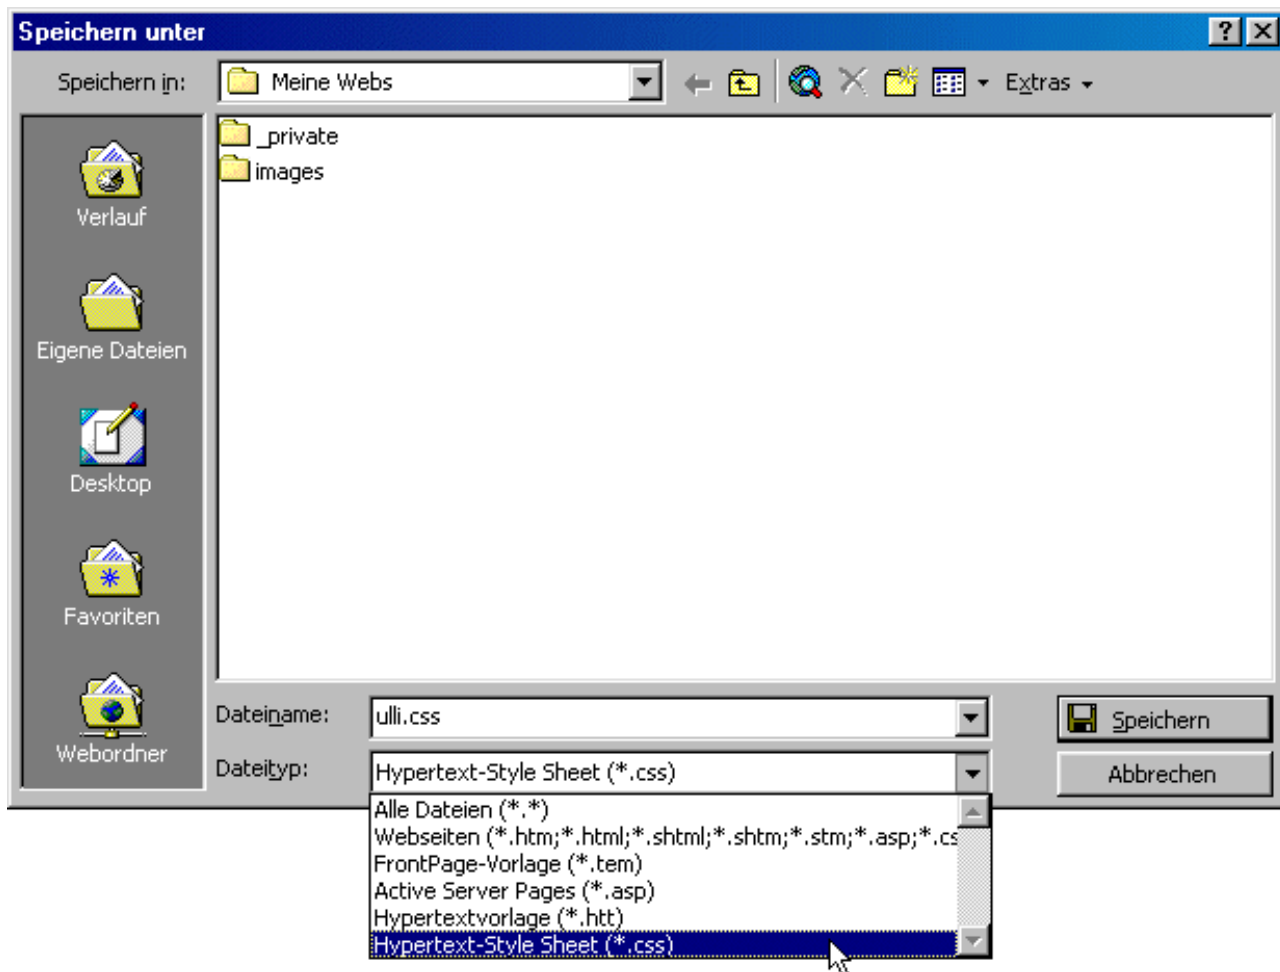 Speichern unter
Speichern in: Meine Webs Extras
_private
images
Verlauf
Eigene Dateien
Desktop
Favoriten
Webordner
Dateiname: ulli.css Speichern
Dateityp: Hypertext-Style Sheet (*.css) Abbrechen
Alle Dateien (*.*)
Webseiten (*.htm;*.html;*.shtml;*.shtm;*.stm;*.asp;*.cs
FrontPage-Vorlage (*.tem)
Active Server Pages (*.asp)
Hypertextvorlage (*.htt)
Hypertext-Style Sheet (*.css)